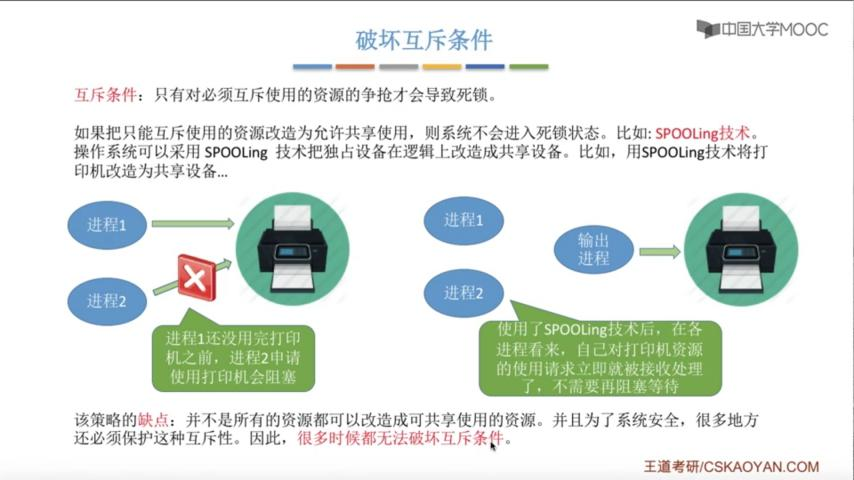 破坏互斥条件
中国大学MOOC
互斥条件：只有对必须互斥使用的资源的争抢才会导致死锁。
如果把只能互斥使用的资源改造为允许共享使用，则系统不会进入死锁状态。比如: SPOOLing技术。
操作系统可以采用 SPOOLing 技术把独占设备在逻辑上改造成共享设备。比如，用SPOOLing技术将打
印机改造为共享设备...
进程1
进程2
进程1还没用完打印
机之前，进程2申请
使用打印机会阻塞
进程1
进程2
输出
进程
使用了SPOOLing技术后，在各
进程看来，自己对打印机资源
的使用请求立即就被接收处理
了，不需要再阻塞等待
该策略的缺点：并不是所有的资源都可以改造成可共享使用的资源。并且为了系统安全，很多地方
还必须保护这种互斥性。因此，很多时候都无法破坏互斥条件。
王道考研/CSKAOYAN.COM